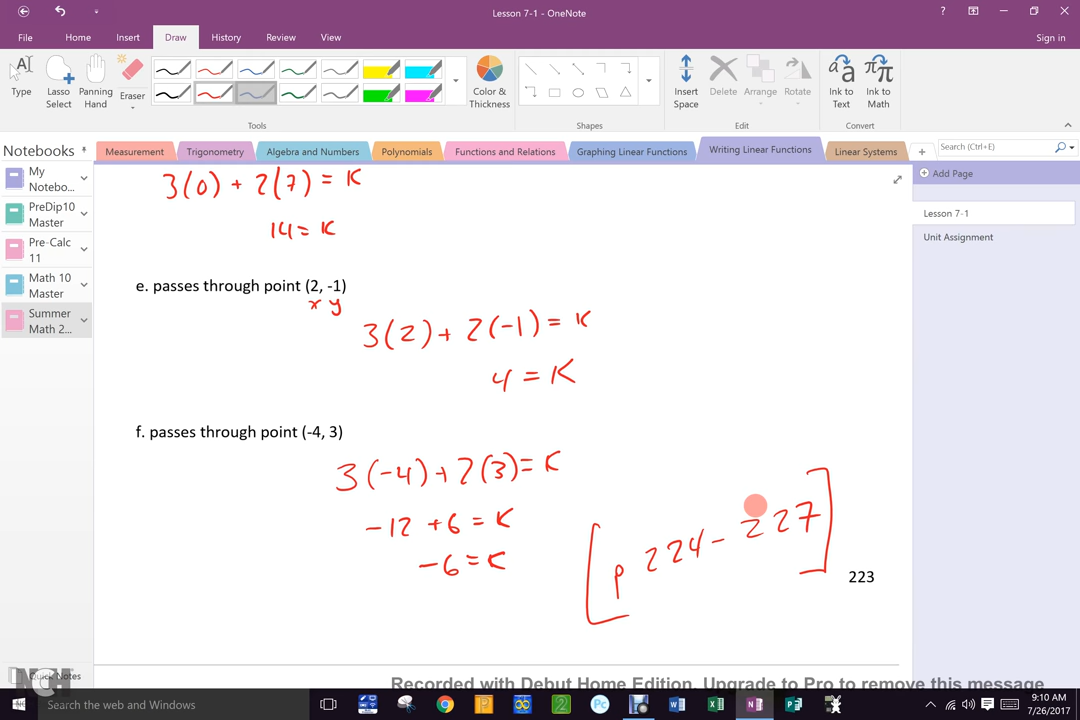 Lesson 7-1 - OneNote
Sign in
File Home Insert Draw History Review View
Type
Lasso Select
Panning Hand
Eraser
Color & Thickness
Insert Space
Delete
Arrange
Rotate
Ink to Text
Ink to Math
Tools
Shapes
Edit
Convert
Notebooks
Measurement
Trigonometry
Algebra and Numbers
Polynomials
Functions and Relations
Graphing Linear Functions
Writing Linear Functions
Linear Systems
Search (Ctrl+E)
My Notebo...
PreDip10 Master
Pre-Calc 11
Math 10 Master
Summer Math 2...
Quick Notes
NCH
Add Page
Lesson 7-1
Unit Assignment
3(0) + 2(7) = K
14 = K
e. passes through point (2, -1)
x y
3(2) + 2(-1) = K
4 = K
f. passes through point (-4, 3)
3(-4) + 2(3) = K
-12 + 6 = K
-6 = K
[p 224 - 227]
223
Recorded with Debut Home Edition. Upgrade to Pro to remove this message
Search the web and Windows
9:10 AM
7/26/2017